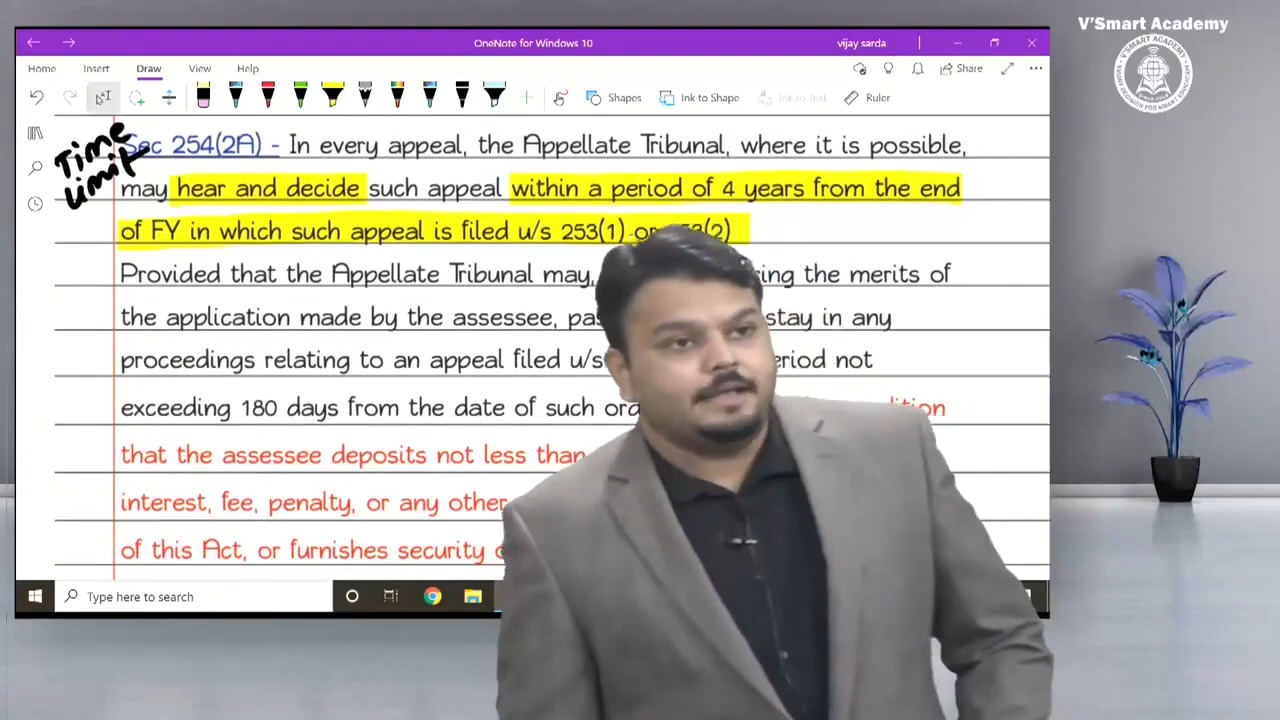 V'Smart Academy
OneNote for Windows 10
vijay sarda
Home Insert Draw View Help
Share
Shapes Ink to Shape Ink to Text Ruler
Time
Limit
Sec 254(2A) - In every appeal, the Appellate Tribunal, where it is possible,
may hear and decide such appeal within a period of 4 years from the end
of FY in which such appeal is filed u/s 253(1) or
Provided that the Appellate Tribunal may, the merits of
the application made by the assessee, stay in any
proceedings relating to an appeal filed u/s not
exceeding 180 days from the date of such
that the assessee deposits not less than
interest, fee, penalty, or any other
of this Act, or furnishes security
Type here to search